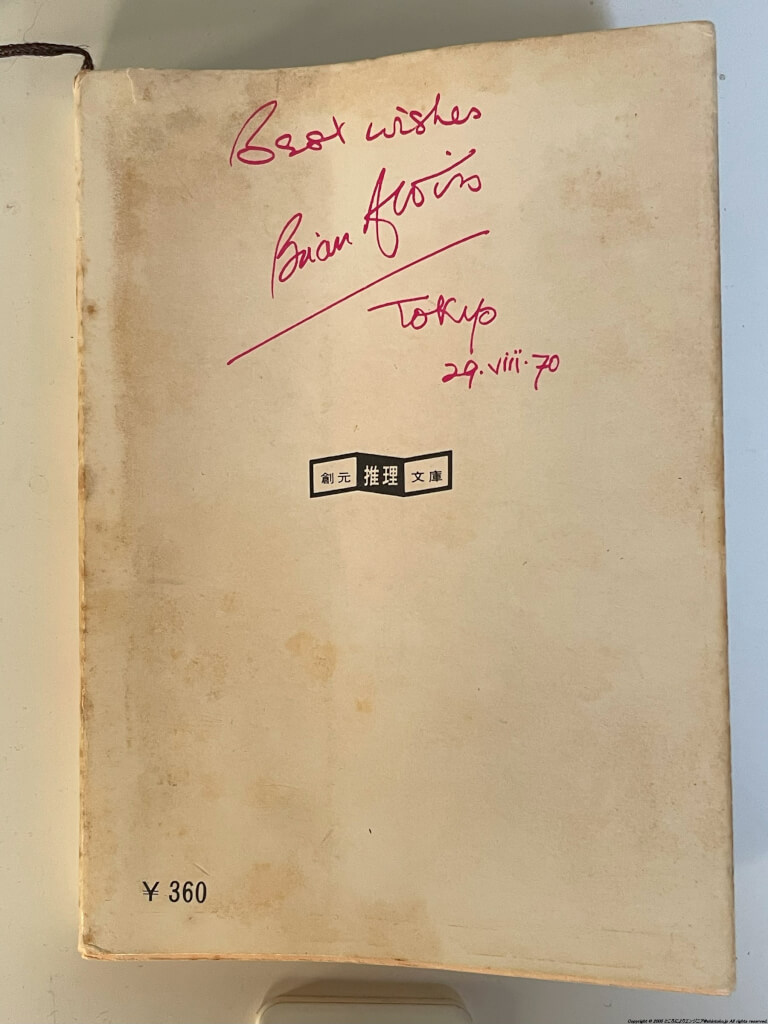 Best wishes
Brian Aldiss
Tokyo
29.viii.70
創元 推理 文庫
¥ 360